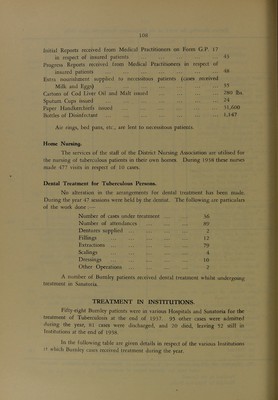 100
Initial Reports received from Medical Practitioners on Form G.P. 17
in respect of insured patients ... 45
Progress Reports received from Medical Practitioners in respect of
insured patients ... 48
Extra nourishment supplied to necessitous patients (cases received
Milk and Eggs) ... 35
Cartons of Cod Liver Oil and Malt issued ... 280 lbs.
Sputum Cups issued ... 24
Paper Handkerchiefs issued ... 31,600
Bottles of Disinfectant ...
Air rings, bed pans, etc., are lent to necessitous patients.
Home Nursing.
The services of the staff of the District Nursing Association are utilised for
the nursing of tuberculous patients in their own homes. During 1938 these nurses
made 477 visits in respect of 16 cases.
Dental Treatment for Tuberculous Persons.
No alteration in the arrangements for dental treatment has been made.
During the year 47 sessions were held by the dentist. The following are particulars
of the work done :—
Number of cases under treatment ... 36
Number of attendances ... 89
Dentures supplied ... 2
Fillings ... 12
Extractions ... 79
Scalings ... 4
Dressings ... 10
Other Operations ... 2
A number of Burnley patients received dental treatment whilst undergoing
treatment in Sanatoria.
TREATMENT IN INSTITUTIONS.
Fifty-eight Burnley patients were in various Hospitals and Sanatoria for the
treatment of Tuberculosis at the end of 1937. 95 other cases were admitted
during the year, 81 cases were discharged, and 20 died, leaving 52 still in
Institutions at the end of 1938.
In the following table are given details in respect of the various Institutions
in which Burnley cases received treatment during the year.